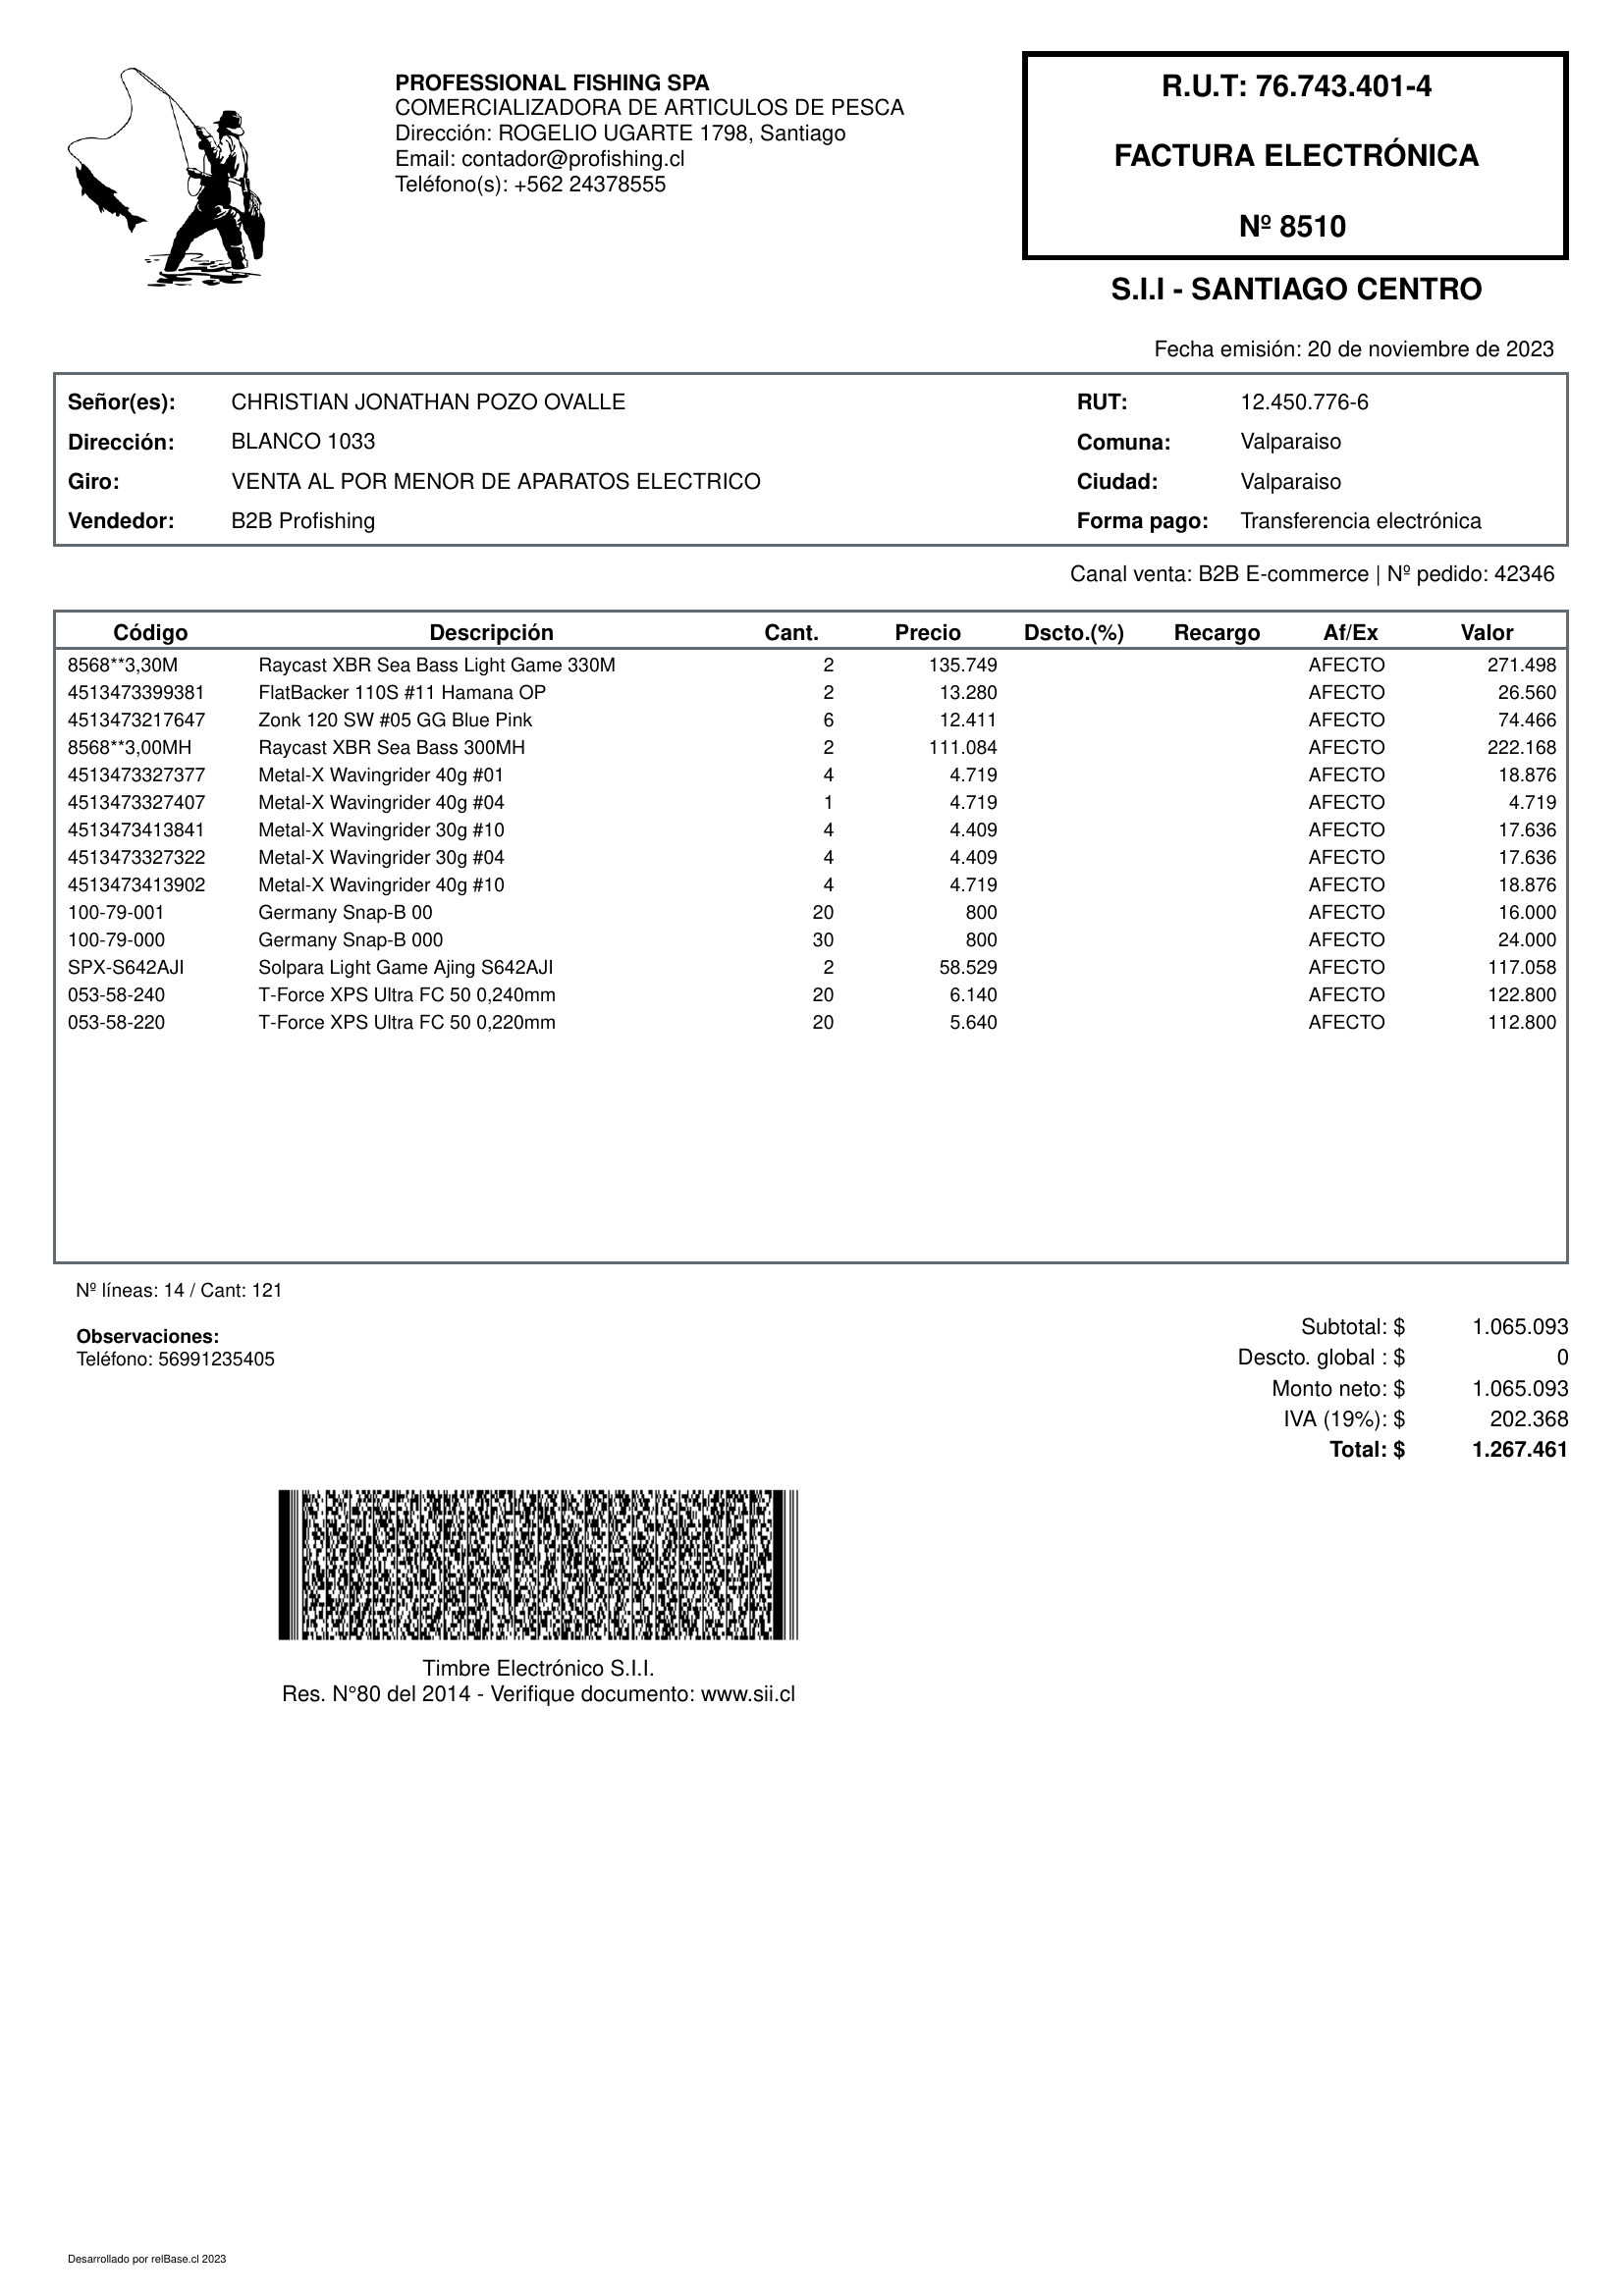 PROFESSIONAL FISHING SPA
COMERCIALIZADORA DE ARTICULOS DE PESCA
Dirección: ROGELIO UGARTE 1798, Santiago
Email: contador@profishing.cl
Teléfono(s): +562 24378555
R.U.T: 76.743.401-4
FACTURA ELECTRÓNICA
Nº 8510
S.I.I - SANTIAGO CENTRO
Fecha emisión: 20 de noviembre de 2023
Señor(es): CHRISTIAN JONATHAN POZO OVALLE RUT: 12.450.776-6
Dirección: BLANCO 1033 Comuna: Valparaiso
Giro: VENTA AL POR MENOR DE APARATOS ELECTRICO Ciudad: Valparaiso
Vendedor: B2B Profishing Forma pago: Transferencia electrónica
Canal venta: B2B E-commerce | Nº pedido: 42346
Código Descripción Cant. Precio Dscto.(%) Recargo Af/Ex Valor
8568**3,30M Raycast XBR Sea Bass Light Game 330M 2 135.749 AFECTO 271.498
4513473399381 FlatBacker 110S #11 Hamana OP 2 13.280 AFECTO 26.560
4513473217647 Zonk 120 SW #05 GG Blue Pink 6 12.411 AFECTO 74.466
8568**3,00MH Raycast XBR Sea Bass 300MH 2 111.084 AFECTO 222.168
4513473327377 Metal-X Wavingrider 40g #01 4 4.719 AFECTO 18.876
4513473327407 Metal-X Wavingrider 40g #04 1 4.719 AFECTO 4.719
4513473413841 Metal-X Wavingrider 30g #10 4 4.409 AFECTO 17.636
4513473327322 Metal-X Wavingrider 30g #04 4 4.409 AFECTO 17.636
4513473413902 Metal-X Wavingrider 40g #10 4 4.719 AFECTO 18.876
100-79-001 Germany Snap-B 00 20 800 AFECTO 16.000
100-79-000 Germany Snap-B 000 30 800 AFECTO 24.000
SPX-S642AJI Solpara Light Game Ajing S642AJI 2 58.529 AFECTO 117.058
053-58-240 T-Force XPS Ultra FC 50 0,240mm 20 6.140 AFECTO 122.800
053-58-220 T-Force XPS Ultra FC 50 0,220mm 20 5.640 AFECTO 112.800
Nº líneas: 14 / Cant: 121
Observaciones:
Teléfono: 56991235405
Subtotal: $ 1.065.093
Descto. global : $ 0
Monto neto: $ 1.065.093
IVA (19%): $ 202.368
Total: $ 1.267.461
Timbre Electrónico S.I.I.
Res. N°80 del 2014 - Verifique documento: www.sii.cl
Desarrollado por relBase.cl 2023